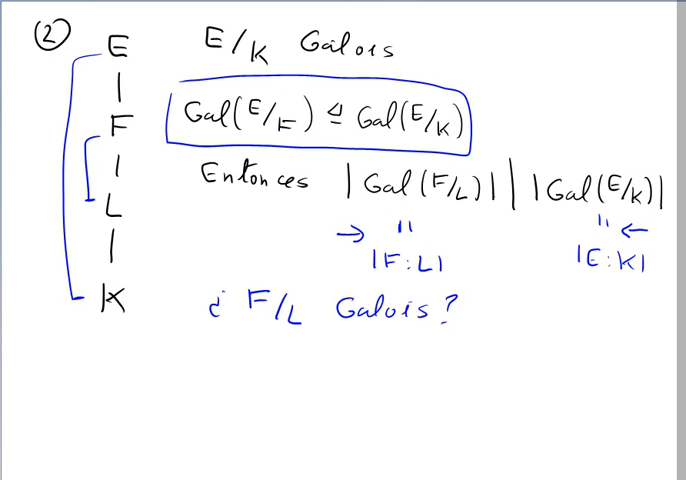 ② E E/K Galois
|
F Gal(E/F) ⊴ Gal(E/K)
| Entonces |Gal(F/L)| | |Gal(E/K)|
L → " " ←
| |F:L| |E:K|
K ¿ F/L Galois?